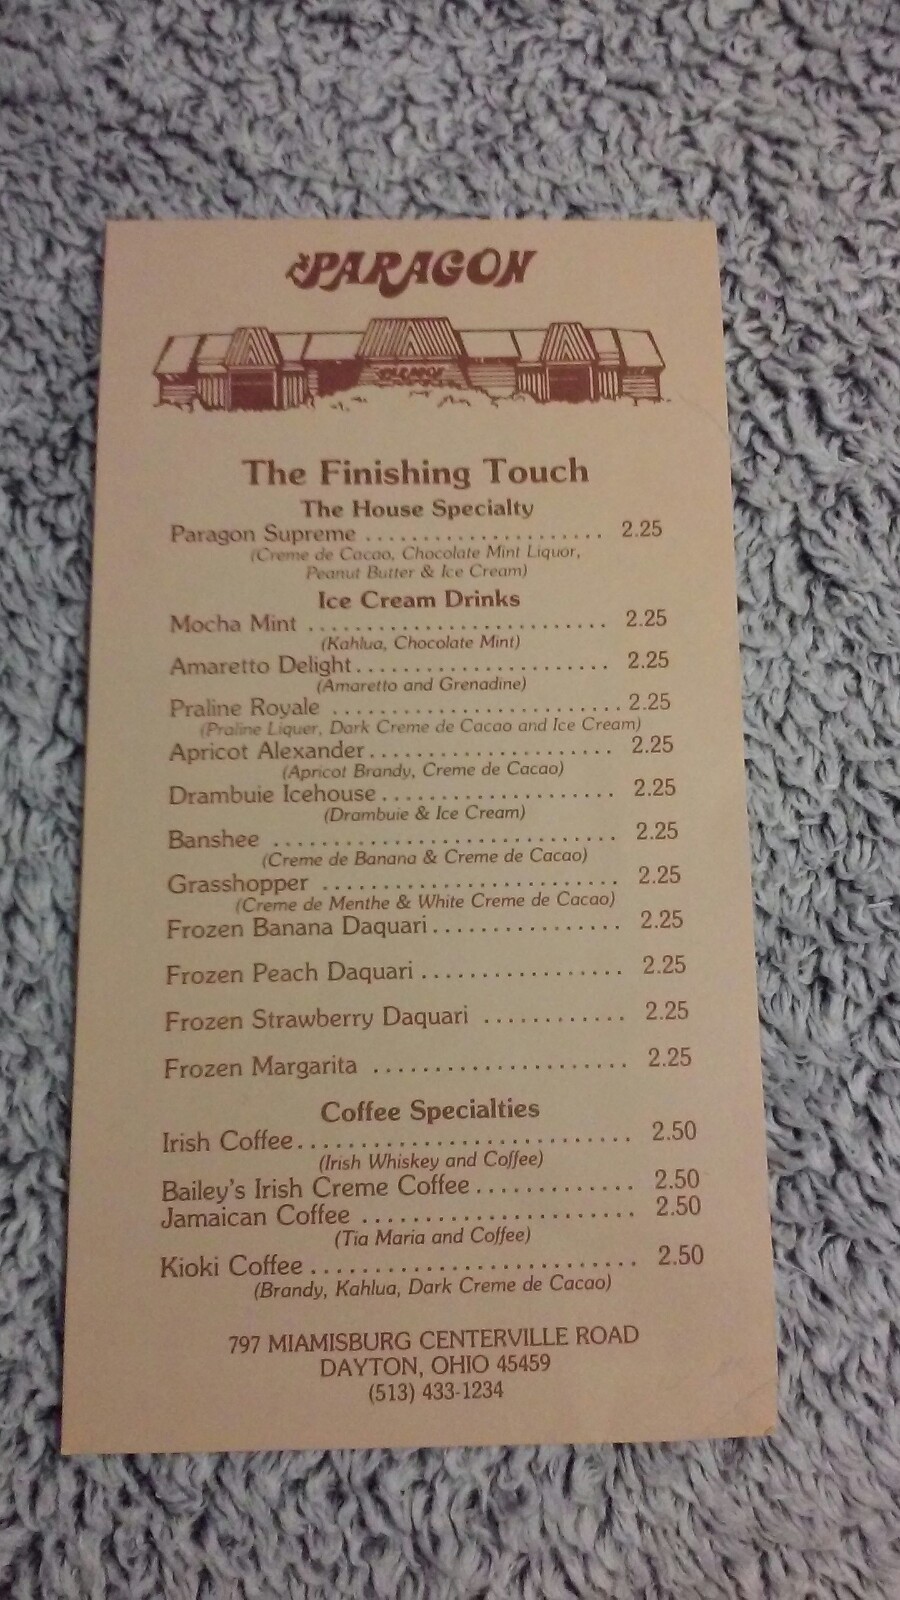 The PARAGON
PARAGON
The Finishing Touch
The House Specialty
Paragon Supreme .................... 2.25
(Creme de Cacao, Chocolate Mint Liquor,
Peanut Butter & Ice Cream)
Ice Cream Drinks
Mocha Mint ......................... 2.25
(Kahlua, Chocolate Mint)
Amaretto Delight..................... 2.25
(Amaretto and Grenadine)
Praline Royale ........................ 2.25
(Praline Liquer, Dark Creme de Cacao and Ice Cream)
Apricot Alexander.................... 2.25
(Apricot Brandy, Creme de Cacao)
Drambuie Icehouse................... 2.25
(Drambuie & Ice Cream)
Banshee ............................. 2.25
(Creme de Banana & Creme de Cacao)
Grasshopper ......................... 2.25
(Creme de Menthe & White Creme de Cacao)
Frozen Banana Daquari................ 2.25
Frozen Peach Daquari................. 2.25
Frozen Strawberry Daquari ............ 2.25
Frozen Margarita ..................... 2.25
Coffee Specialties
Irish Coffee........................... 2.50
(Irish Whiskey and Coffee)
Bailey's Irish Creme Coffee............. 2.50
Jamaican Coffee ...................... 2.50
(Tia Maria and Coffee)
Kioki Coffee.......................... 2.50
(Brandy, Kahlua, Dark Creme de Cacao)
797 MIAMISBURG CENTERVILLE ROAD
DAYTON, OHIO 45459
(513) 433-1234